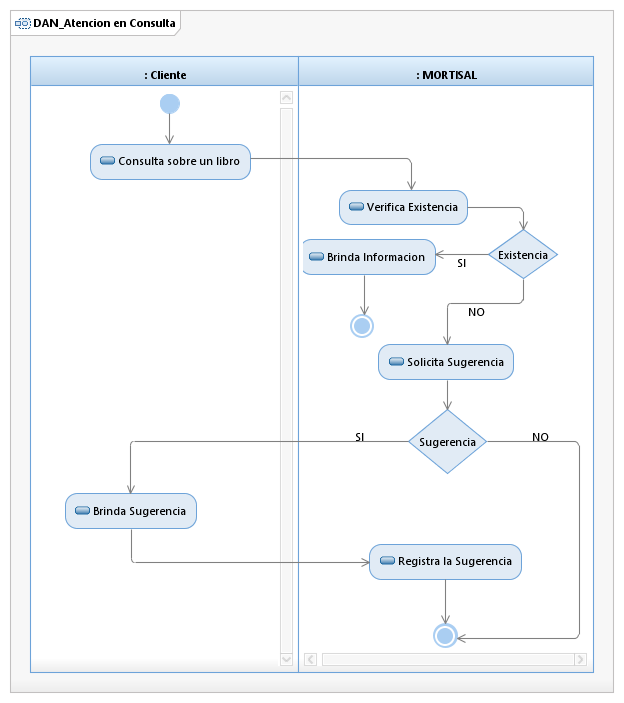 DAN_Atencion en Consulta
: Cliente
: MORTISAL
Consulta sobre un libro
Verifica Existencia
Existencia
SI
Brinda Informacion
NO
Solicita Sugerencia
Sugerencia
SI
NO
Brinda Sugerencia
Registra la Sugerencia